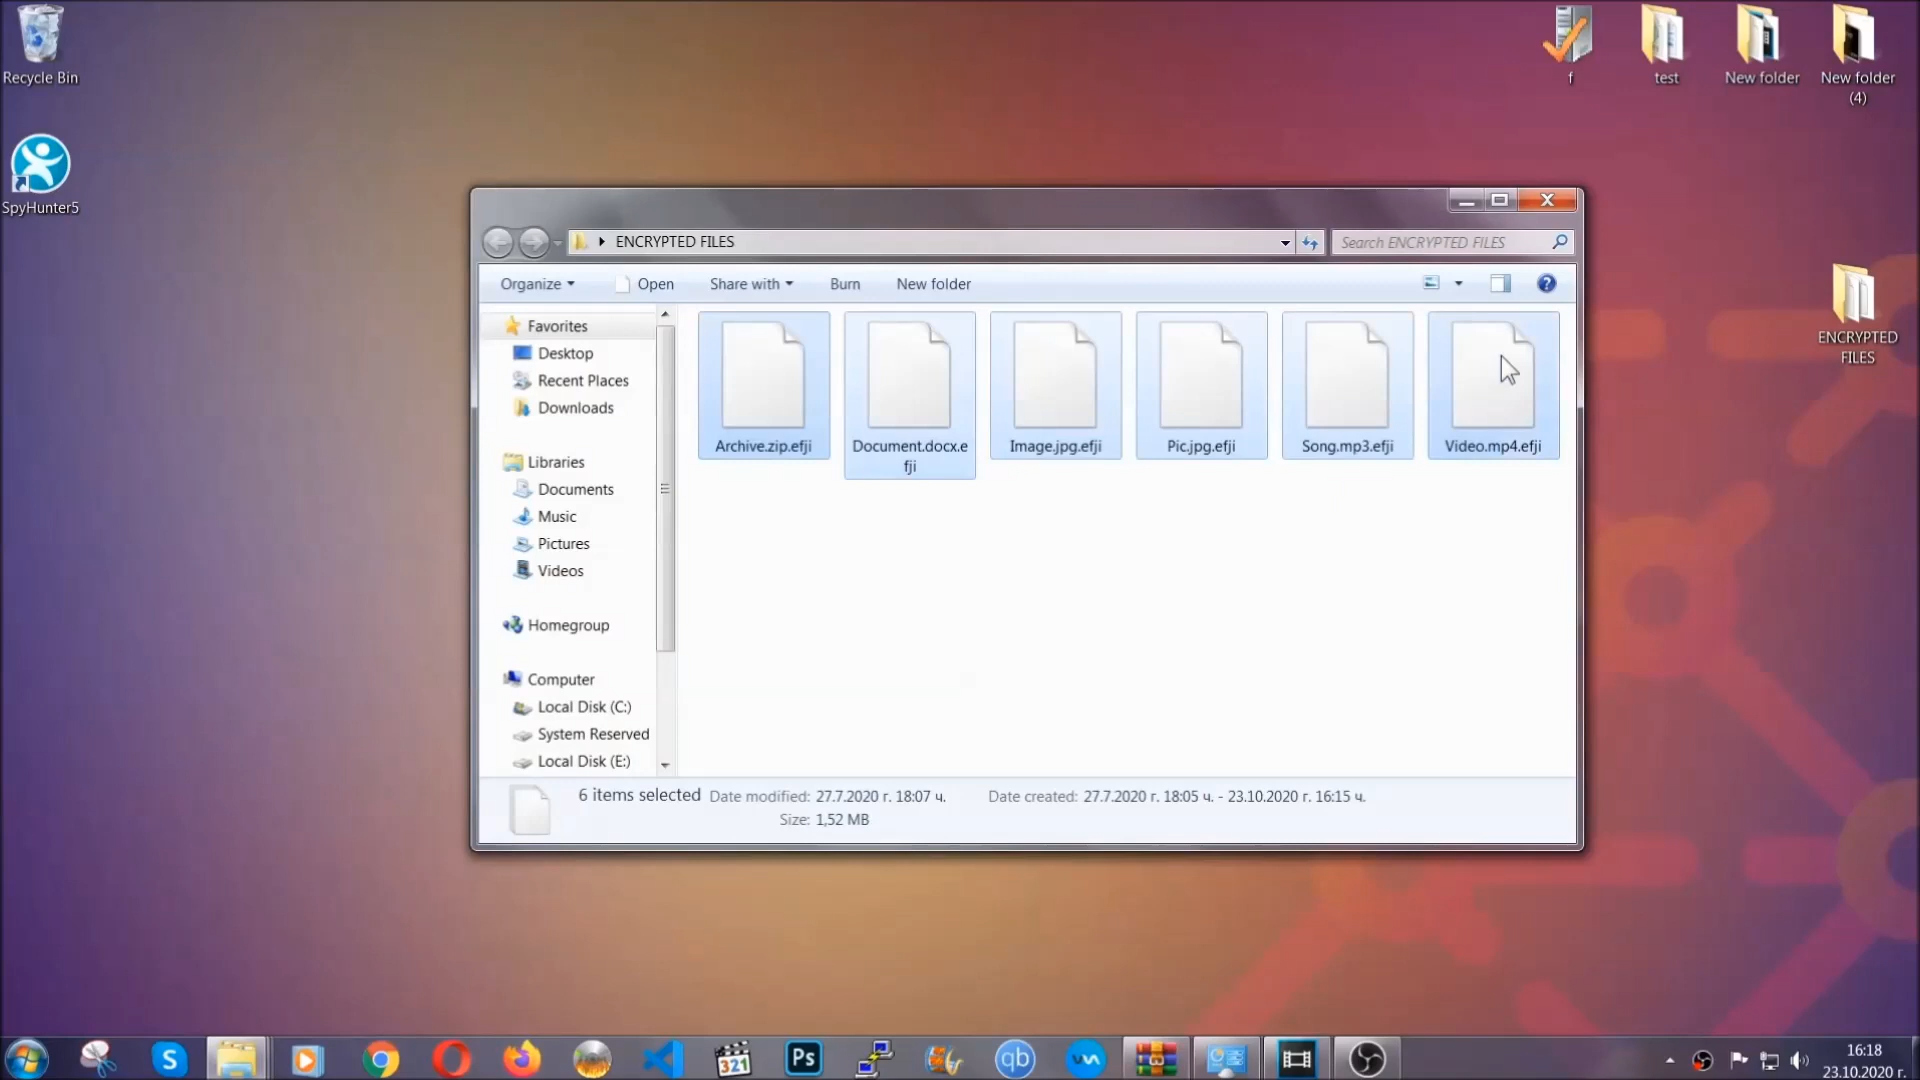 Recycle Bin
SpyHunter5
f
test
New folder
New folder
(4)
ENCRYPTED
FILES
ENCRYPTED FILES
Search ENCRYPTED FILES
Organize
Open
Share with
Burn
New folder
Favorites
Desktop
Recent Places
Downloads
Libraries
Documents
Music
Pictures
Videos
Homegroup
Computer
Local Disk (C:)
System Reserved
Local Disk (E:)
Archive.zip.efji
Document.docx.e
fji
Image.jpg.efji
Pic.jpg.efji
Song.mp3.efji
Video.mp4.efji
6 items selected Date modified: 27.7.2020 г. 18:07 ч. Date created: 27.7.2020 г. 18:05 ч. - 23.10.2020 г. 16:15 ч.
Size: 1,52 MB
S
321
Ps
qb
16:18
23.10.2020 г.